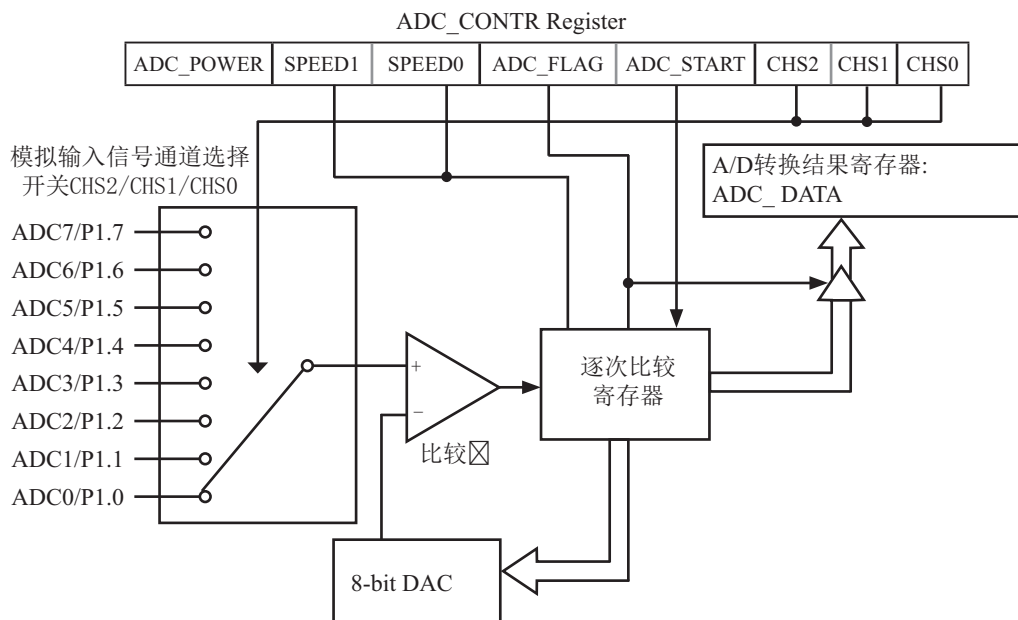 ADC_CONTR Register
ADC_POWER SPEED1 SPEED0 ADC_FLAG ADC_START CHS2 CHS1 CHS0
模拟输入信号通道选择
开关CHS2/CHS1/CHS0
A/D转换结果寄存器:
ADC_ DATA
ADC7/P1.7
ADC6/P1.6
ADC5/P1.5
ADC4/P1.4
ADC3/P1.3
ADC2/P1.2
ADC1/P1.1
ADC0/P1.0
+
−
比较
逐次比较
寄存器
8-bit DAC